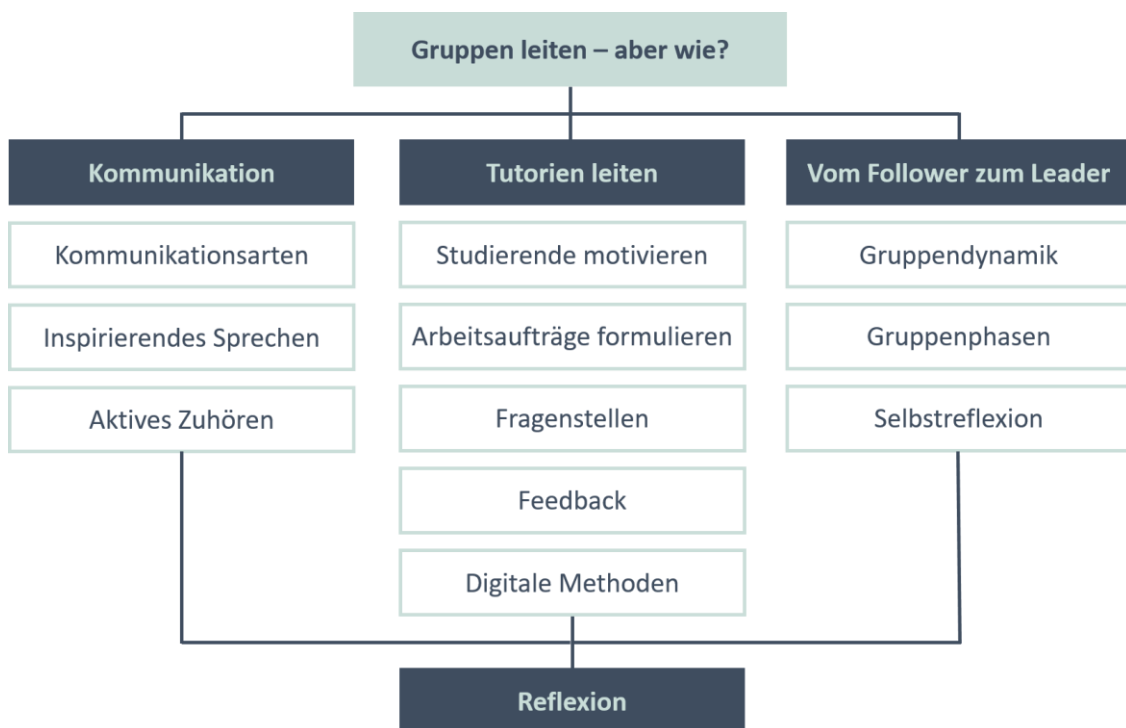 Gruppen leiten – aber wie?
Kommunikation
Kommunikationsarten
Inspirierendes Sprechen
Aktives Zuhören
Tutorien leiten
Studierende motivieren
Arbeitsaufträge formulieren
Fragenstellen
Feedback
Digitale Methoden
Vom Follower zum Leader
Gruppendynamik
Gruppenphasen
Selbstreflexion
Reflexion